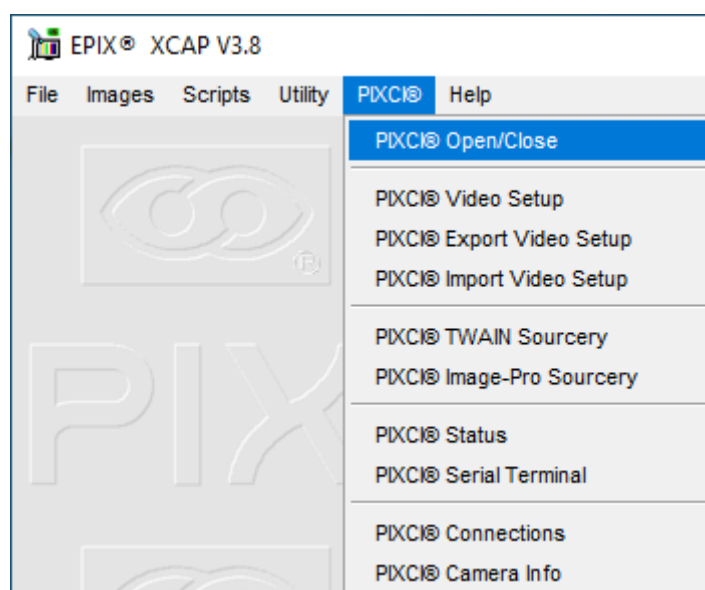 EPIX® XCAP V3.8
File Images Scripts Utility PIXCI® Help
PIXCI® Open/Close
PIXCI® Video Setup
PIXCI® Export Video Setup
PIXCI® Import Video Setup
PIXCI® TWAIN Sourcery
PIXCI® Image-Pro Sourcery
PIXCI® Status
PIXCI® Serial Terminal
PIXCI® Connections
PIXCI® Camera Info
®
PIX